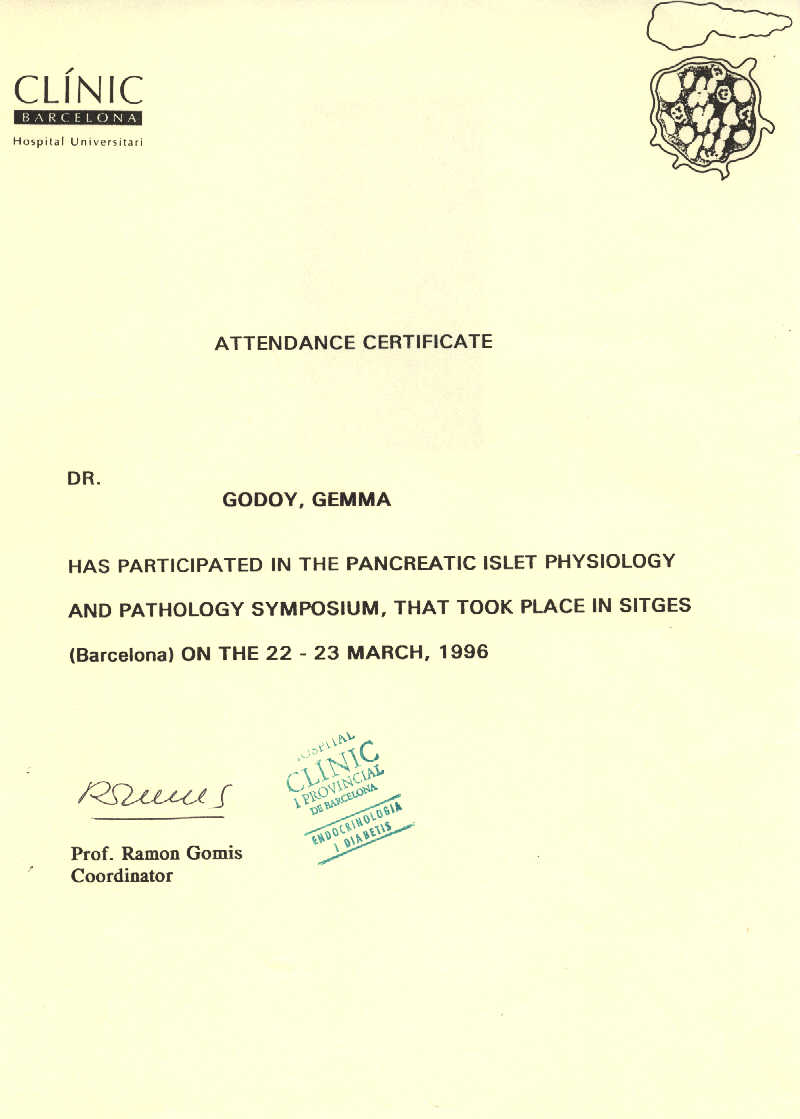 CLÍNIC
BARCELONA
Hospital Universitari
ATTENDANCE CERTIFICATE
DR.
GODOY, GEMMA
HAS PARTICIPATED IN THE PANCREATIC ISLET PHYSIOLOGY
AND PATHOLOGY SYMPOSIUM, THAT TOOK PLACE IN SITGES
(Barcelona) ON THE 22 - 23 MARCH, 1996
HOSPITAL
CLÍNIC
I PROVINCIAL
DE BARCELONA
ENDOCRINOLOGIA
I DIABETIS
Prof. Ramon Gomis
Coordinator